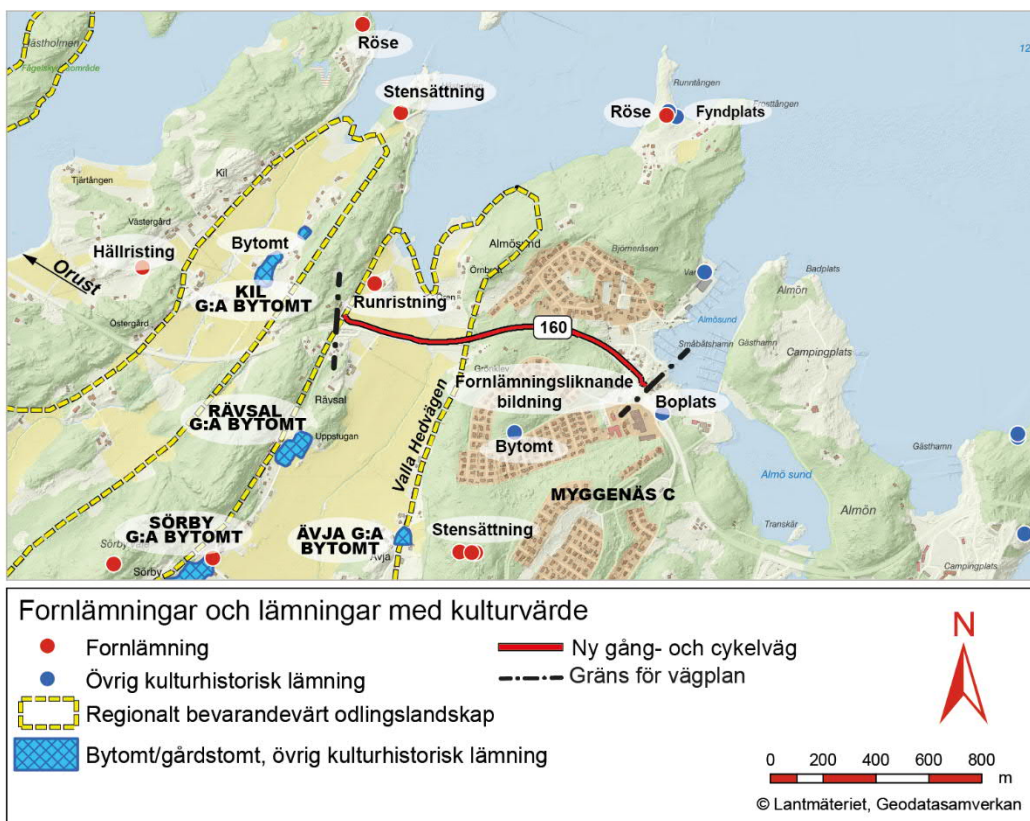 Röse
Stensättning
Röse
Fyndplats
Runntången
Tjärtången
Kil
Västergård
Hällristing
Bytomt
KIL
G:A BYTOMT
Orust
Östergård
Runristning
Almösund
Björneråsen
Almösund
Småbåtshamn
Gästhamn
Almön
Badplats
Campingplats
160
Grönklev
Fornlämningsliknande
bildning
Boplats
Bytomt
RÄVSAL
G:A BYTOMT
Rävsal
Uppstugan
Valla Hedvägen
MYGGENÄS C
Almö sund
Gästhamn
Almön
Transkär
Campingplats
SÖRBY
G:A BYTOMT
Sörby
ÄVJA G:A
BYTOMT
Ävja
Stensättning
Fornlämningar och lämningar med kulturvärde
Fornlämning
Övrig kulturhistorisk lämning
Regionalt bevarandevärt odlingslandskap
Bytomt/gårdstomt, övrig kulturhistorisk lämning
Ny gång- och cykelväg
Gräns för vägplan
N
0 200 400 600 800
m
© Lantmäteriet, Geodatasamverkan